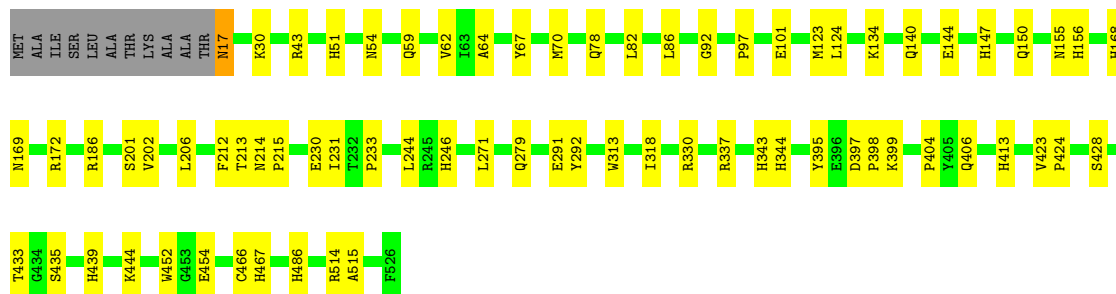 MET ALA ILE SER LEU ALA THR LYS ALA ALA THR N17 K30 R43 H51 N54 Q59 V62 I63 A64 Y67 M70 Q78 L82 L86 G92 P97 E101 M123 L124 K134 Q140 E144 H147 Q150 N155 H156 H168
N169 R172 R186 S201 V202 L206 F212 T213 N214 P215 E230 I231 T232 P233 L244 R245 H246 L271 Q279 E291 Y292 W313 I318 R330 R337 H343 H344 Y395 E396 D397 P398 K399 P404 Y405 Q406 H413 V423 P424 S428
T433 G434 S435 H439 K444 W452 G453 E454 C466 H467 H486 R514 A515 F526